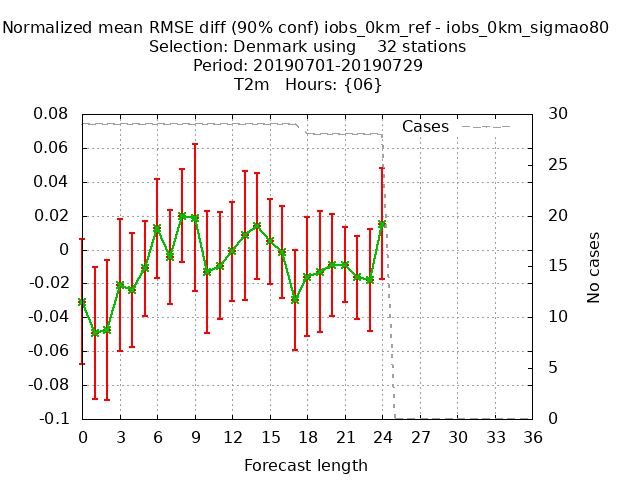 Normalized mean RMSE diff (90% conf) iobs_0km_ref - iobs_0km_sigmao80
Selection: Denmark using    32 stations
Period: 20190701-20190729
T2m   Hours: {06}
Cases
0.08
0.06
0.04
0.02
0
-0.02
-0.04
-0.06
-0.08
-0.1
30
25
20
15
10
5
0
No cases
0 3 6 9 12 15 18 21 24 27 30 33 36
Forecast length